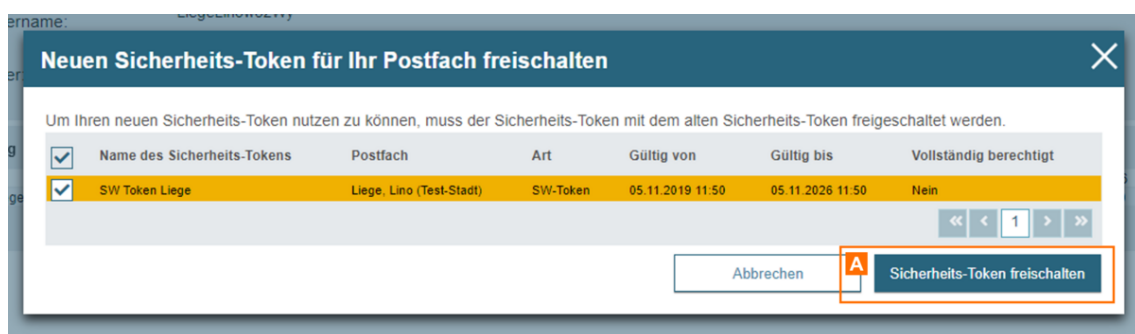 ername:
Neuen Sicherheits-Token für Ihr Postfach freischalten
er:
Um Ihren neuen Sicherheits-Token nutzen zu können, muss der Sicherheits-Token mit dem alten Sicherheits-Token freigeschaltet werden.
g
Name des Sicherheits-Tokens Postfach Art Gültig von Gültig bis Vollständig berechtigt
ge
SW Token Liege Liege, Lino (Test-Stadt) SW-Token 05.11.2019 11:50 05.11.2026 11:50 Nein
« < 1 > »
Abbrechen A Sicherheits-Token freischalten